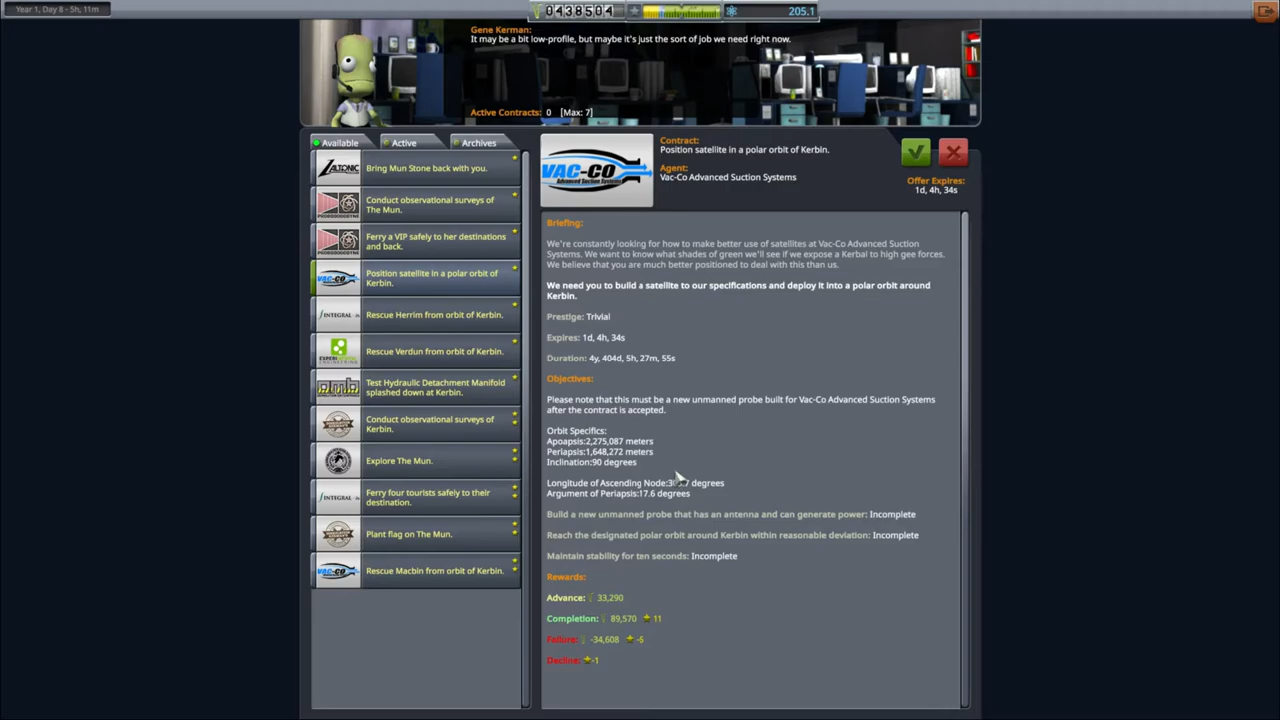 Year 1, Day 8 - 5h, 11m
0438504
205.1
Gene Kerman:
It may be a bit low-profile, but maybe it's just the sort of job we need right now.
Active Contracts: 0 [Max: 7]
Available
Active
Archives
Bring Mun Stone back with you.
Conduct observational surveys of
The Mun.
Ferry a VIP safely to her destinations
and back.
Position satellite in a polar orbit of
Kerbin.
Rescue Herrim from orbit of Kerbin.
Rescue Verdun from orbit of Kerbin.
Test Hydraulic Detachment Manifold
splashed down at Kerbin.
Conduct observational surveys of
Kerbin.
Explore The Mun.
Ferry four tourists safely to their
destination.
Plant flag on The Mun.
Rescue Macbin from orbit of Kerbin.
VAC-CO
Advanced Suction Systems
Contract:
Position satellite in a polar orbit of Kerbin.
Agent:
Vac-Co Advanced Suction Systems
Offer Expires:
1d, 4h, 34s
Briefing:
We're constantly looking for how to make better use of satellites at Vac-Co Advanced Suction
Systems. We want to know what shades of green we'll see if we expose a Kerbal to high gee forces.
We believe that you are much better positioned to deal with this than us.
We need you to build a satellite to our specifications and deploy it into a polar orbit around
Kerbin.
Prestige: Trivial
Expires: 1d, 4h, 34s
Duration: 4y, 404d, 5h, 27m, 55s
Objectives:
Please note that this must be a new unmanned probe built for Vac-Co Advanced Suction Systems
after the contract is accepted.
Orbit Specifics:
Apoapsis:2,275,087 meters
Periapsis:1,648,272 meters
Inclination:90 degrees
Longitude of Ascending Node: degrees
Argument of Periapsis:17.6 degrees
Build a new unmanned probe that has an antenna and can generate power: Incomplete
Reach the designated polar orbit around Kerbin within reasonable deviation: Incomplete
Maintain stability for ten seconds: Incomplete
Rewards:
Advance: 33,290
Completion: 89,570 11
Failure: -34,608 -6
Decline: -1